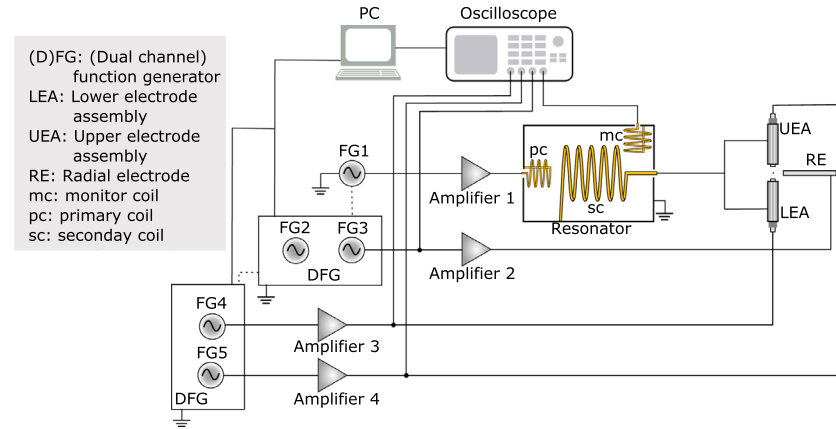 PC
Oscilloscope
(D)FG: (Dual channel)
function generator
LEA: Lower electrode
assembly
UEA: Upper electrode
assembly
RE: Radial electrode
mc: monitor coil
pc: primary coil
sc: seconday coil
FG1
Amplifier 1
pc
mc
sc
Resonator
UEA
RE
LEA
FG2
FG3
DFG
Amplifier 2
FG4
Amplifier 3
FG5
DFG
Amplifier 4